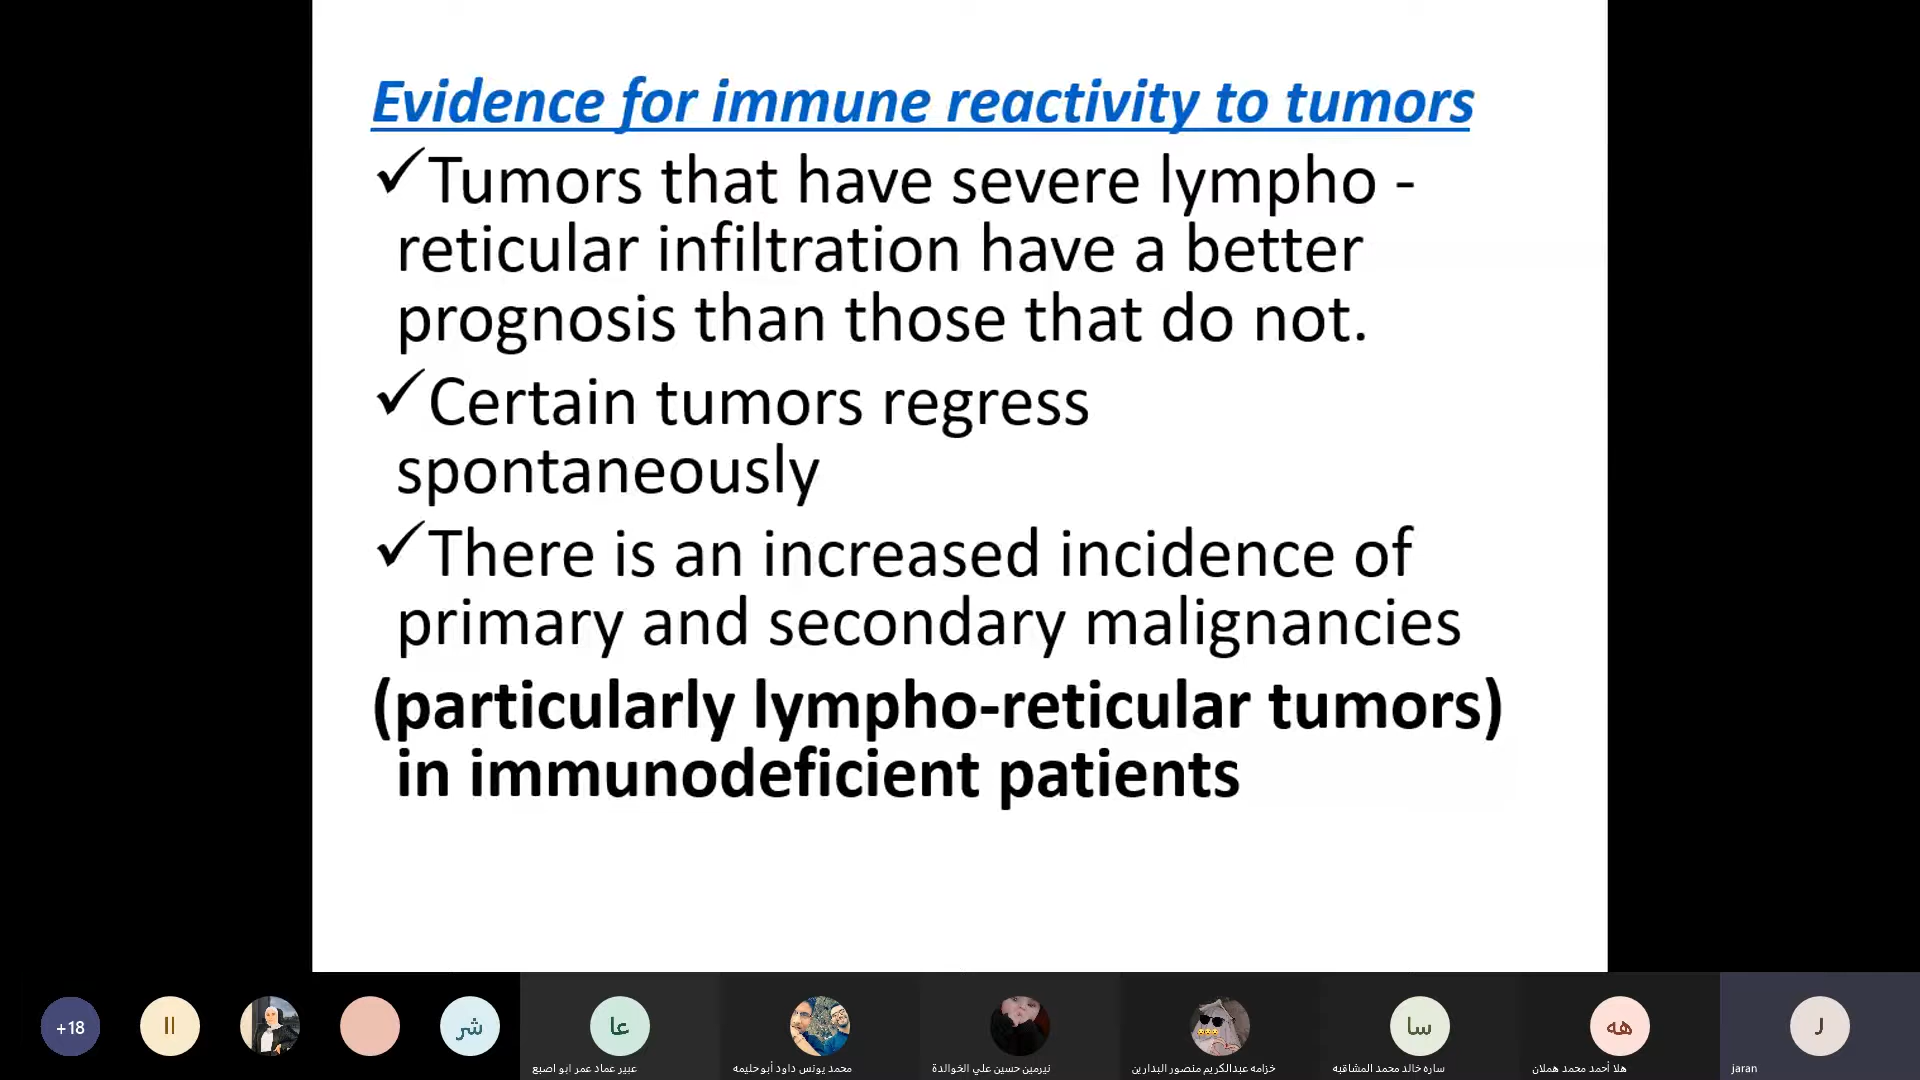 Evidence for immune reactivity to tumors
✓Tumors that have severe lympho -
reticular infiltration have a better
prognosis than those that do not.
✓Certain tumors regress
spontaneously
✓There is an increased incidence of
primary and secondary malignancies
(particularly lympho-reticular tumors)
in immunodeficient patients
+18
اا
شر
عا
سا
هه
J
عبير عماد عمر ابو اصبع
محمد يونس داود أبوحليمه
نيرمين حسين علي الخوالدة
خزامه عبدالكريم منصور البدارين
ساره خالد محمد المشاقبه
هلا أحمد محمد هملان
jaran